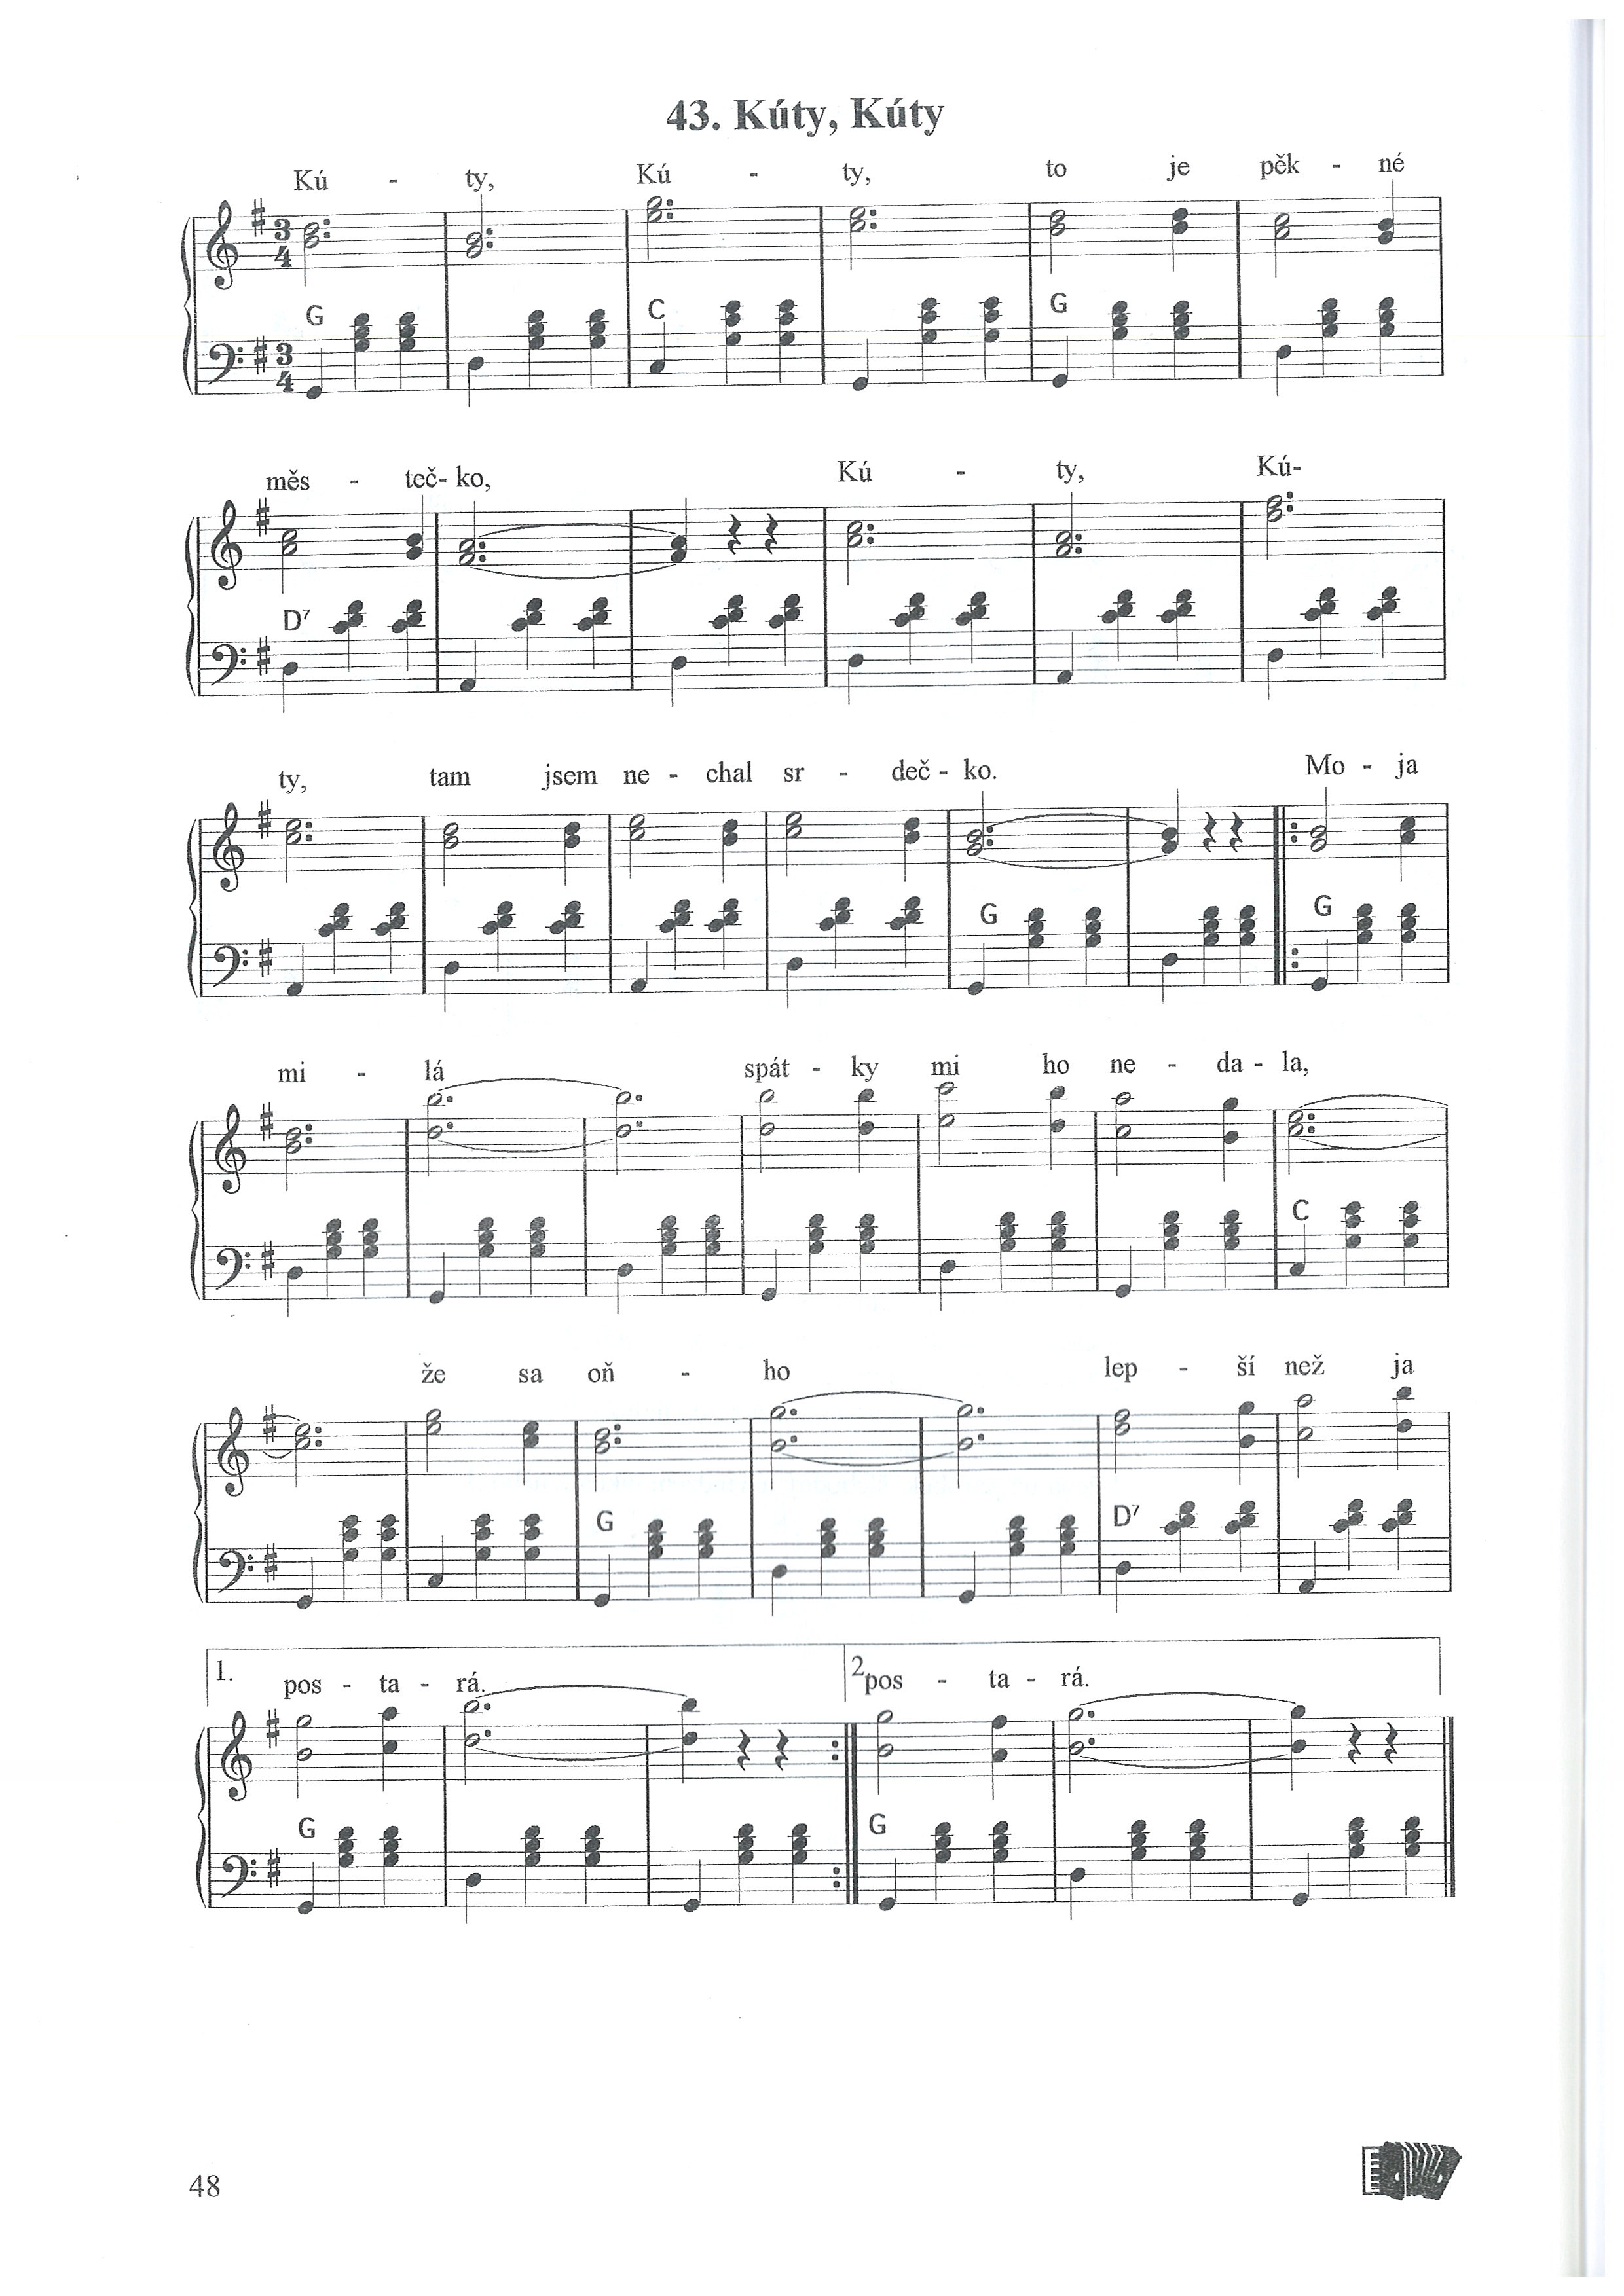 43. Kúty, Kúty
Kú - ty, Kú - ty, to je pěk - né
G C G
měs - teč- ko, Kú - ty, Kú-
D7
ty, tam jsem ne - chal sr - deč - ko. Mo - ja
G G
mi - lá spát - ky mi ho ne - da - la,
C
že sa oň - ho lep - ší než ja
G D7
1. pos - ta - rá. 2. pos - ta - rá.
G G
48